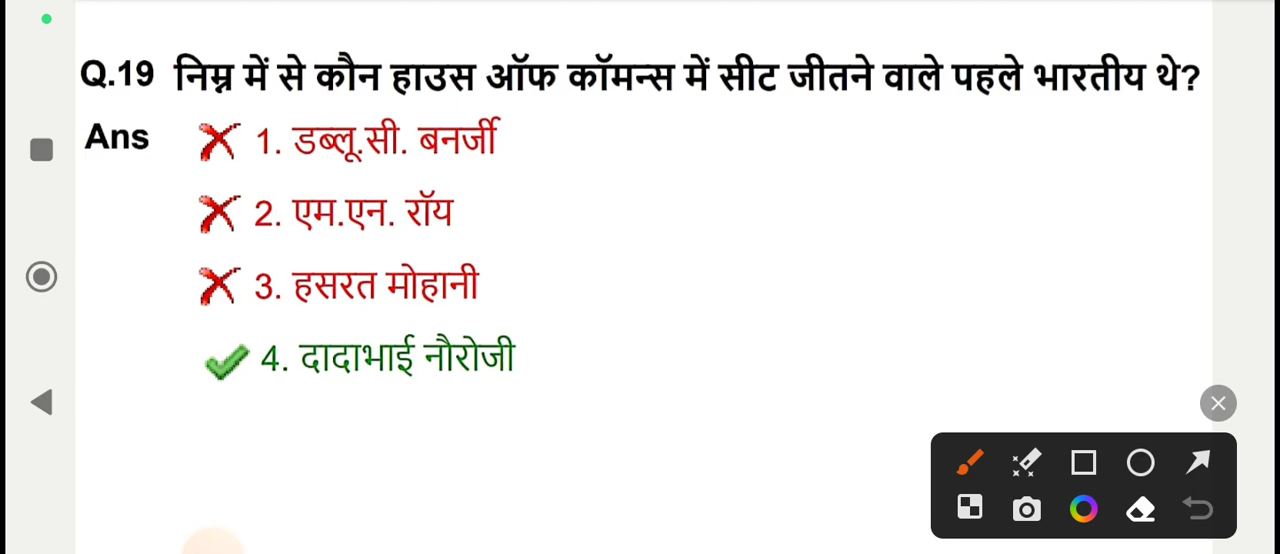 Q.19 निम्न में से कौन हाउस ऑफ कॉमन्स में सीट जीतने वाले पहले भारतीय थे?
Ans 1. डब्लू.सी. बनर्जी
2. एम.एन. रॉय
3. हसरत मोहानी
4. दादाभाई नौरोजी